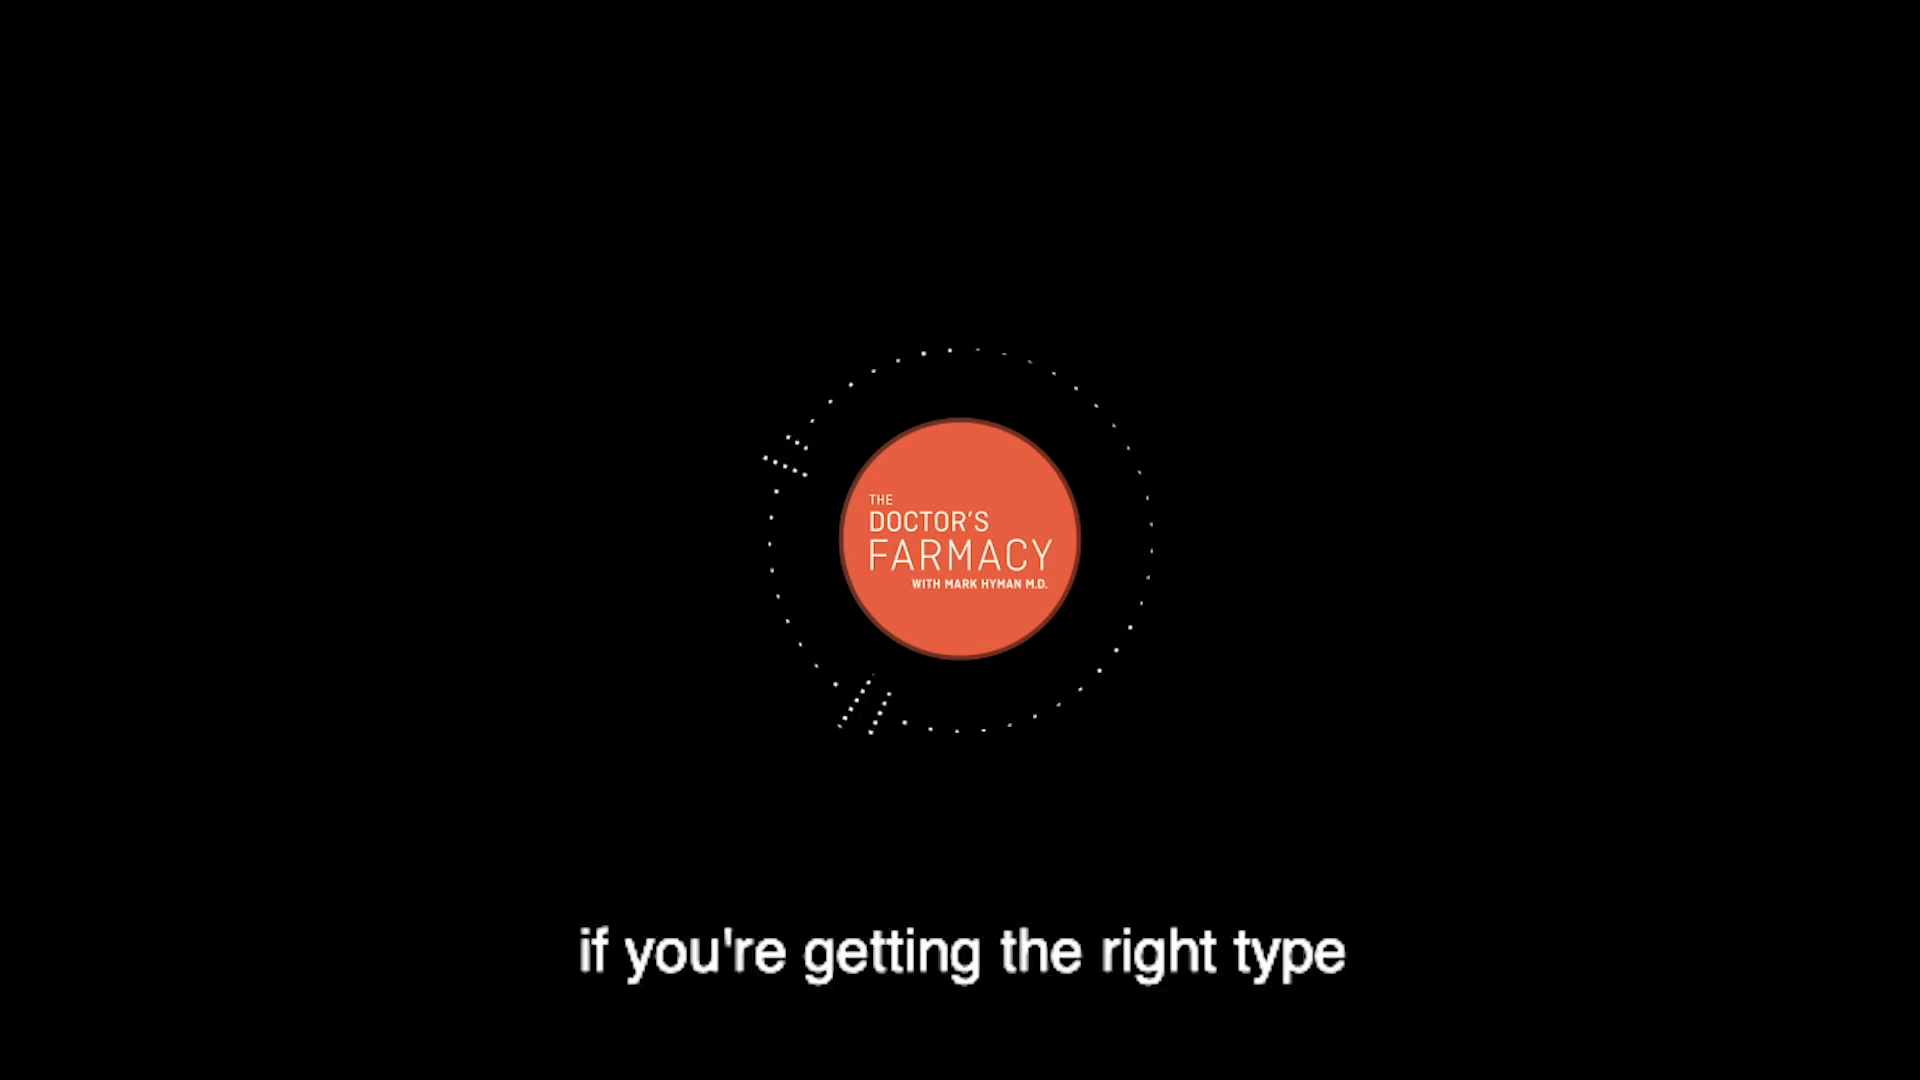 THE
DOCTOR'S
FARMACY
WITH MARK HYMAN M.D.
if you're getting the right type